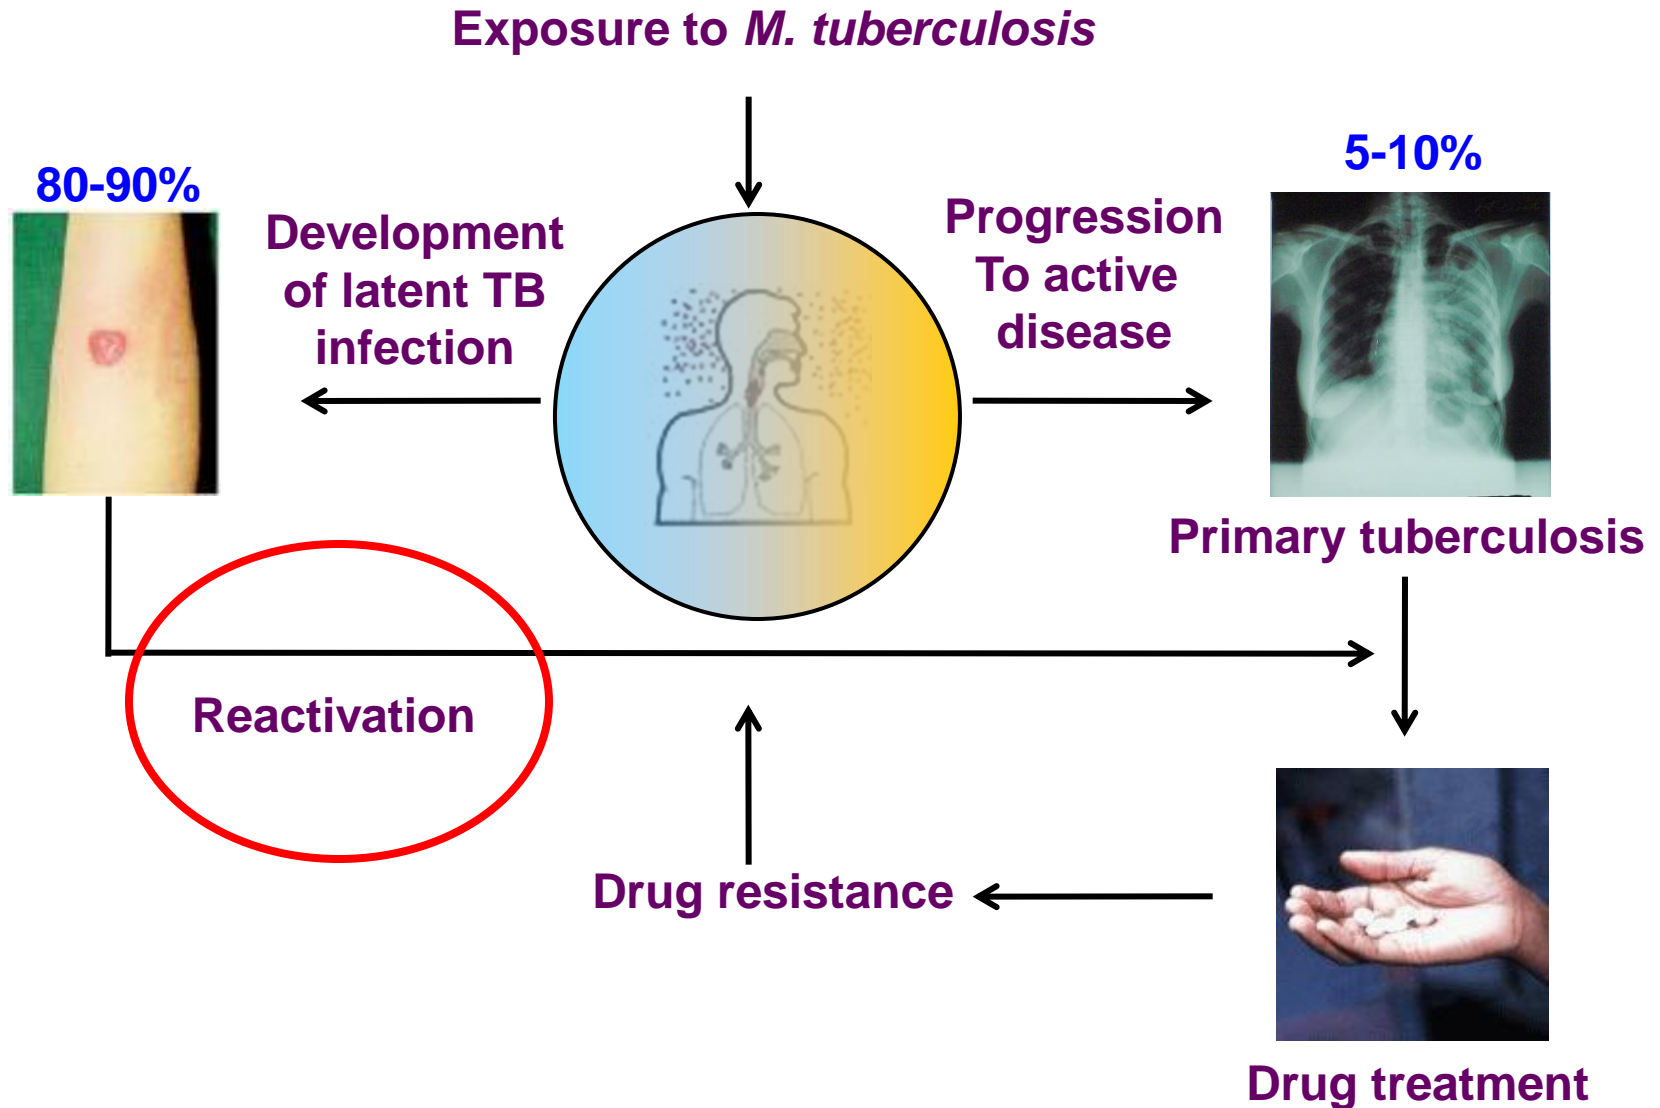 Exposure to M. tuberculosis
80-90%
Development
of latent TB
infection
Progression
To active
disease
5-10%
Primary tuberculosis
Reactivation
Drug resistance
Drug treatment